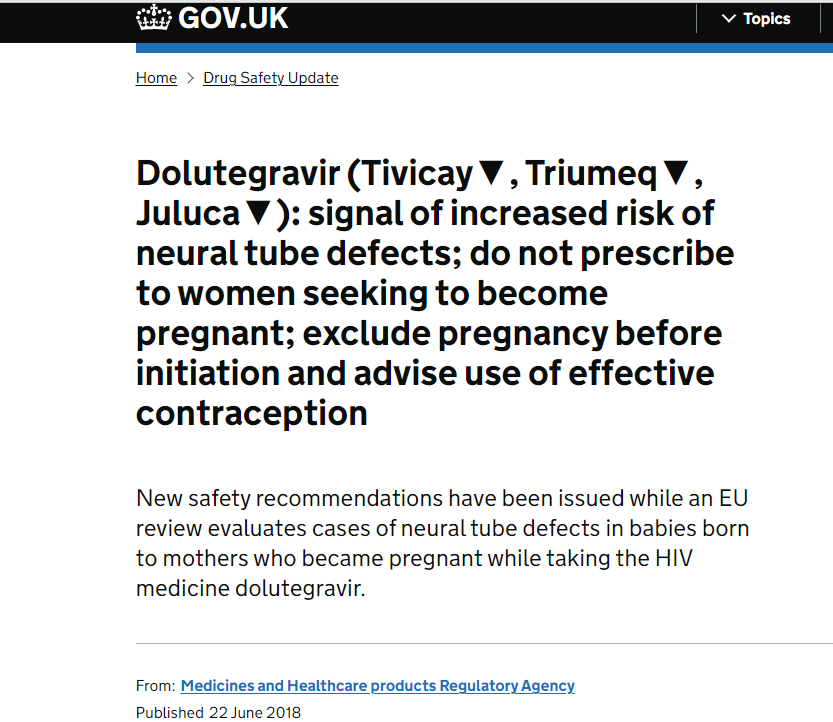 GOV.UK
Topics
Home > Drug Safety Update
Dolutegravir (Tivicay▼, Triumeq▼,
Juluca▼): signal of increased risk of
neural tube defects; do not prescribe
to women seeking to become
pregnant; exclude pregnancy before
initiation and advise use of effective
contraception
New safety recommendations have been issued while an EU
review evaluates cases of neural tube defects in babies born
to mothers who became pregnant while taking the HIV
medicine dolutegravir.
From: Medicines and Healthcare products Regulatory Agency
Published 22 June 2018